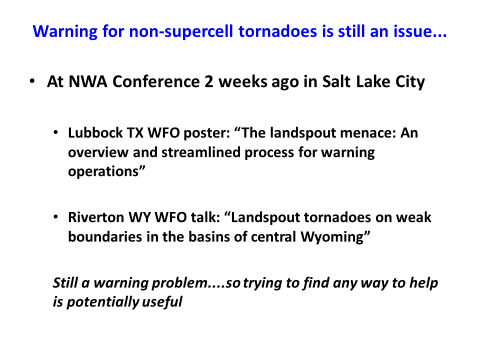 Warning for non-supercell tornadoes is still an issue...
• At NWA Conference 2 weeks ago in Salt Lake City
• Lubbock TX WFO poster: “The landspout menace: An
overview and streamlined process for warning
operations”
• Riverton WY WFO talk: “Landspout tornadoes on weak
boundaries in the basins of central Wyoming”
Still a warning problem....so trying to find any way to help
is potentially useful